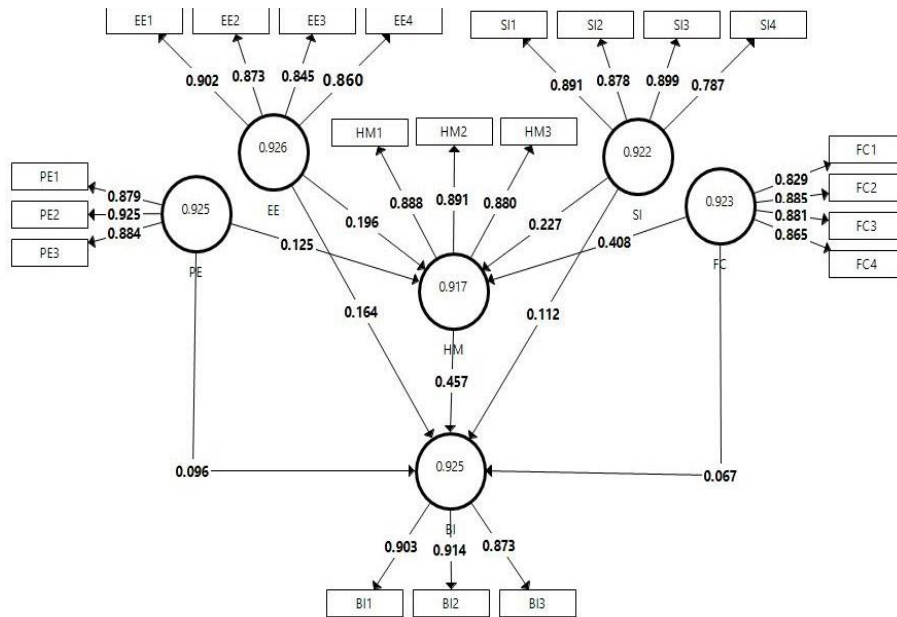 EE1 EE2 EE3 EE4 SI1 SI2 SI3 SI4
0.902 0.873 0.845 0.860 0.891 0.878 0.899 0.787
HM1 HM2 HM3
0.926 0.922
FC1
FC2
FC3
FC4
0.829
0.885
0.881
0.865
PE1
PE2
PE3
0.879
0.925
0.884
0.925 EE SI 0.923
0.888 0.891 0.880
0.196 0.227
0.125 0.408
PE FC
0.917
0.164 0.112
HM
0.457
0.096 0.925 0.067
BI
0.903 0.914 0.873
BI1 BI2 BI3